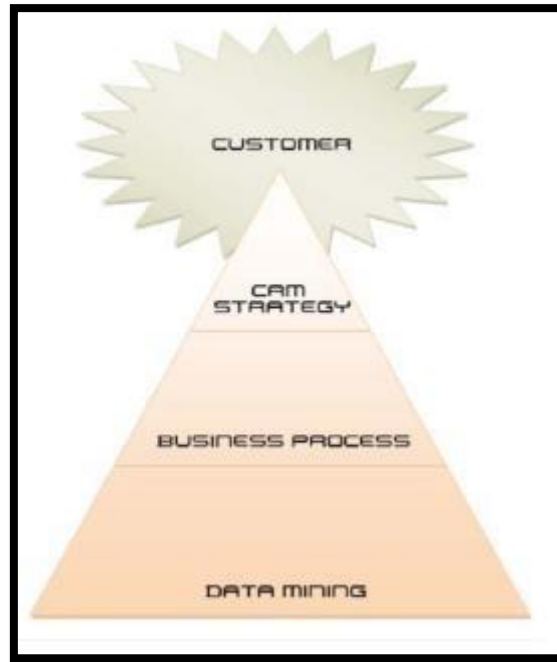 CUSTOMER
CRM
STRATEGY
BUSINESS PROCESS
DATA MINING